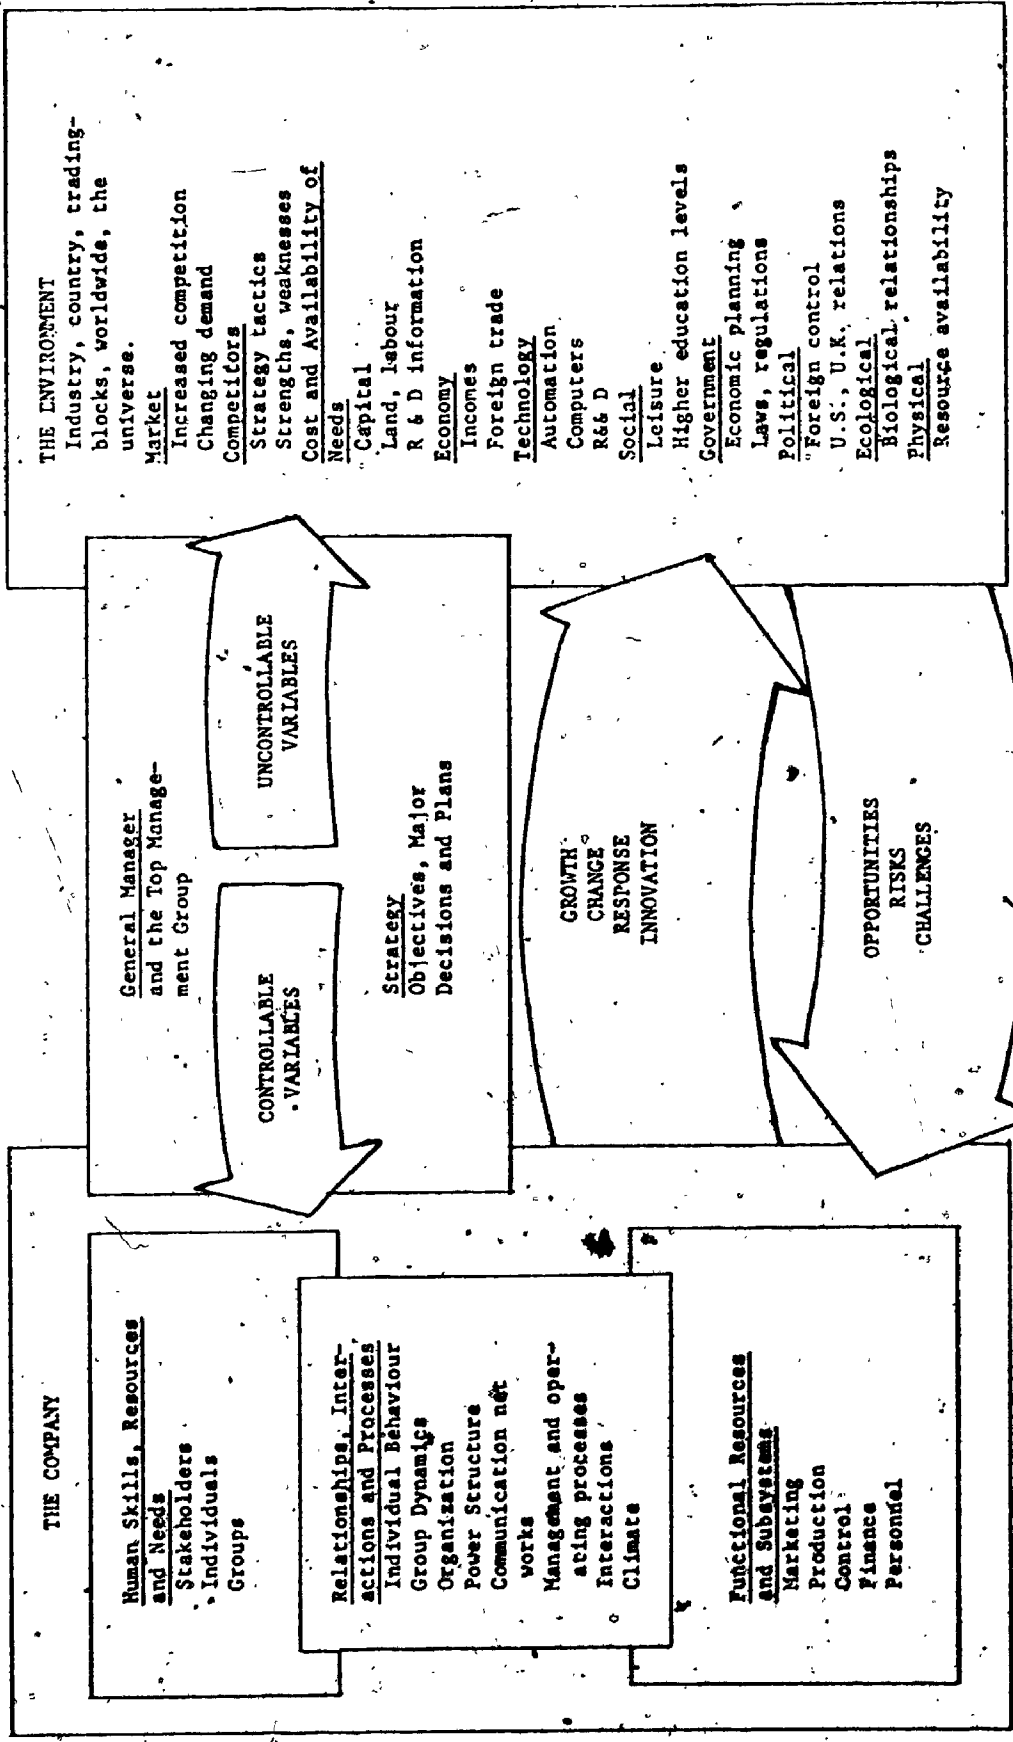 THE COMPANY
Human Skills, Resources
and Needs
Stakeholders
Individuals
Groups
Relationships, Inter-
actions and Processes
Individual Behaviour
Group Dynamics
Organization
Power Structure
Communication net
works
Management and oper-
ating processes
Interactions
Climate
Functional Resources
and Subsystems
Marketing
Production
Control
Finance
Personnel
General Manager
and the Top Manage-
ment Group
CONTROLLABLE
VARIABLES
UNCONTROLLABLE
VARIABLES
Strategy
Objectives, Major
Decisions and Plans
GROWTH
CHANGE
RESPONSE
INNOVATION
OPPORTUNITIES
RISKS
CHALLENGES
THE ENVIRONMENT
Industry, country, trading-
blocks, worldwide, the
universe.
Market
Increased competition
Changing demand
Competitors
Strategy tactics
Strengths, weaknesses
Cost and Availability of
Needs
Capital
Land, labour
R & D information
Economy
Incomes
Foreign trade
Technology
Automation
Computers
R& D
Social
Leisure
Higher education levels
Government
Economic planning
Laws, regulations
Political
Foreign control
U.S., U.K. relations
Ecological
Biological relationships
Physical
Resource availability